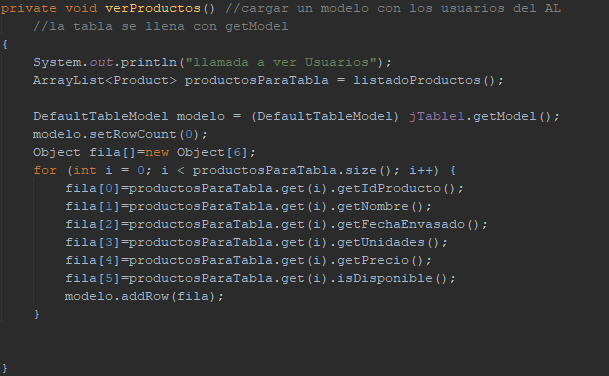 private void verProductos() //cargar un modelo con los usuarios del AL
//la tabla se llena con getModel
{
System.out.println("llamada a ver Usuarios");
ArrayList<Product> productosParaTabla = listadoProductos();
DefaultTableModel modelo = (DefaultTableModel) jTable1.getModel();
modelo.setRowCount(0);
Object fila[]=new Object[6];
for (int i = 0; i < productosParaTabla.size(); i++) {
fila[0]=productosParaTabla.get(i).getIdProducto();
fila[1]=productosParaTabla.get(i).getNombre();
fila[2]=productosParaTabla.get(i).getFechaEnvasado();
fila[3]=productosParaTabla.get(i).getUnidades();
fila[4]=productosParaTabla.get(i).getPrecio();
fila[5]=productosParaTabla.get(i).isDisponible();
modelo.addRow(fila);
}
}